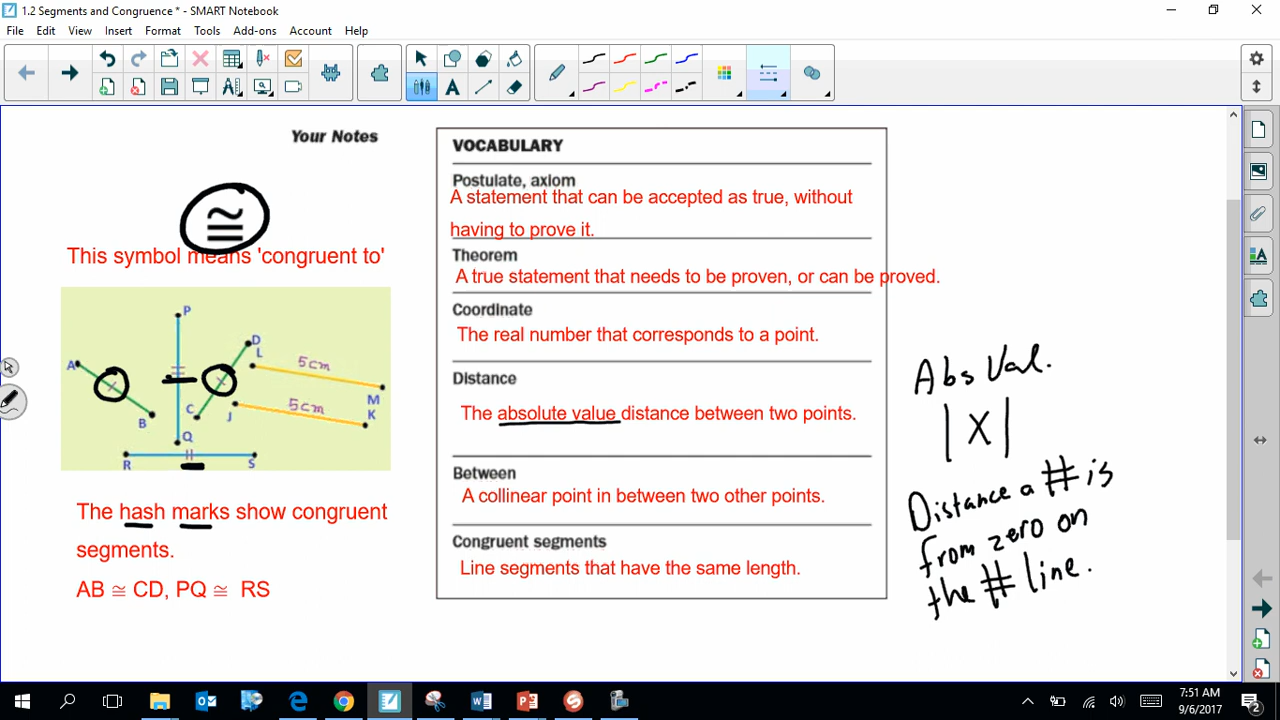 1.2 Segments and Congruence * - SMART Notebook
File Edit View Insert Format Tools Add-ons Account Help
Your Notes
≅
This symbol means 'congruent to'
P
A
D
L
5cm
M
B
C
J
5cm
K
Q
R
S
The hash marks show congruent
segments.
AB ≅ CD, PQ ≅ RS
VOCABULARY
Postulate, axiom
A statement that can be accepted as true, without
having to prove it.
Theorem
A true statement that needs to be proven, or can be proved.
Coordinate
The real number that corresponds to a point.
Distance
The absolute value distance between two points.
Between
A collinear point in between two other points.
Congruent segments
Line segments that have the same length.
Abs Val.
|X|
Distance a # is
from zero on
the # line.
7:51 AM
9/6/2017
2